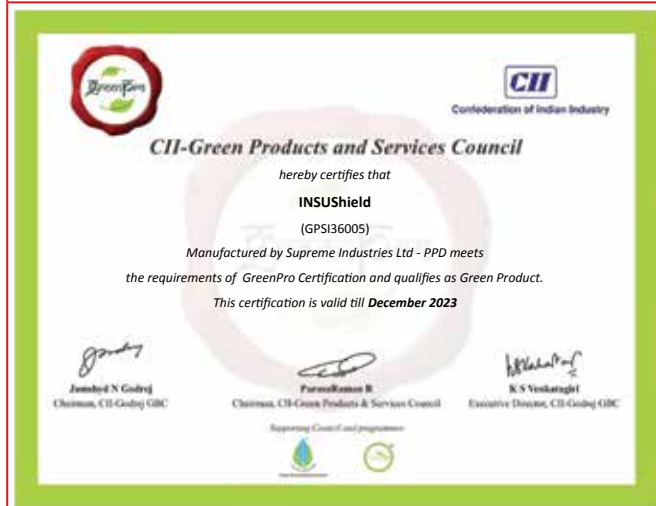 GreenPro
CII
Confederation of Indian Industry
CII-Green Products and Services Council
hereby certifies that
INSUShield
(GPSI36005)
Manufactured by Supreme Industries Ltd - PPD meets
the requirements of GreenPro Certification and qualifies as Green Product.
This certification is valid till December 2023
Jamshyd N Godrej
Chairman, CII-Godrej GBC
ParasuRaman R
Chairman, CII-Green Products & Services Council
K S Venkatagiri
Executive Director, CII-Godrej GBC
Supporting Council and programmes